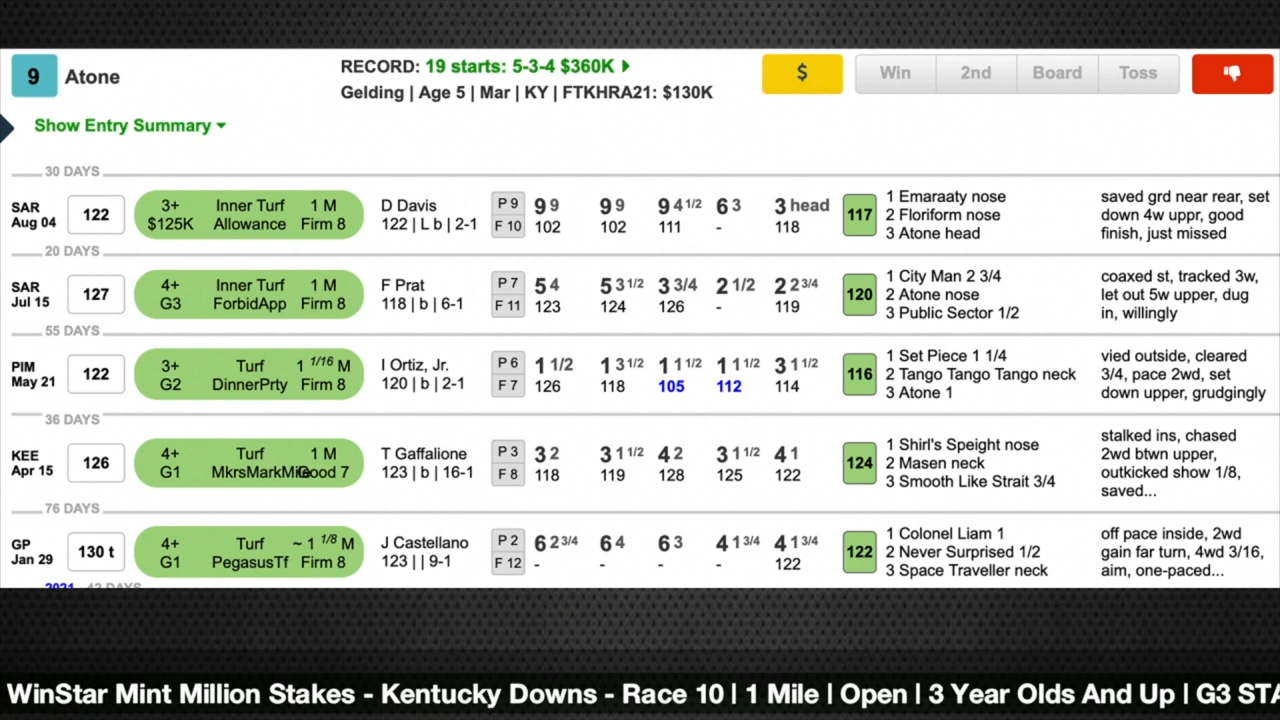 9 Atone
RECORD: 19 starts: 5-3-4 $360K
Gelding | Age 5 | Mar | KY | FTKHRA21: $130K
$ Win 2nd Board Toss
Show Entry Summary
30 DAYS
SAR 122 3+ Inner Turf 1 M D Davis P 9 9 9 9 9 9 4 1/2 6 3 3 head 117 1 Emaraaty nose saved grd near rear, set
Aug 04 $125K Allowance Firm 8 122 | L b | 2-1 F 10 102 102 111 - 118 2 Floriform nose down 4w uppr, good
3 Atone head finish, just missed
20 DAYS
SAR 127 4+ Inner Turf 1 M F Prat P 7 5 4 5 3 1/2 3 3/4 2 1/2 2 2 3/4 120 1 City Man 2 3/4 coaxed st, tracked 3w,
Jul 15 G3 ForbidApp Firm 8 118 | b | 6-1 F 11 123 124 126 - 119 2 Atone nose let out 5w upper, dug
3 Public Sector 1/2 in, willingly
55 DAYS
PIM 122 3+ Turf 1 1/16 M I Ortiz, Jr. P 6 1 1/2 1 3 1/2 1 1 1/2 1 1 1/2 3 1 1/2 116 1 Set Piece 1 1/4 vied outside, cleared
May 21 G2 DinnerPrty Firm 8 120 | b | 2-1 F 7 126 118 105 112 114 2 Tango Tango Tango neck 3/4, pace 2wd, set
3 Atone 1 down upper, grudgingly
36 DAYS
KEE 126 4+ Turf 1 M T Gaffalione P 3 3 2 3 1 1/2 4 2 3 1 1/2 4 1 124 1 Shirl's Speight nose stalked ins, chased
Apr 15 G1 MkrsMarkMile Good 7 123 | b | 16-1 F 8 118 119 128 125 122 2 Masen neck 2wd btwn upper,
3 Smooth Like Strait 3/4 outkicked show 1/8,
saved...
76 DAYS
GP 130 t 4+ Turf ~ 1 1/8 M J Castellano P 2 6 2 3/4 6 4 6 3 4 1 3/4 4 1 3/4 122 1 Colonel Liam 1 off pace inside, 2wd
Jan 29 G1 PegasusTf Firm 8 123 | | 9-1 F 12 - - - - 122 2 Never Surprised 1/2 gain far turn, 4wd 3/16,
3 Space Traveller neck aim, one-paced...
2021 42 DAYS
WinStar Mint Million Stakes - Kentucky Downs - Race 10 | 1 Mile | Open | 3 Year Olds And Up | G3 STA